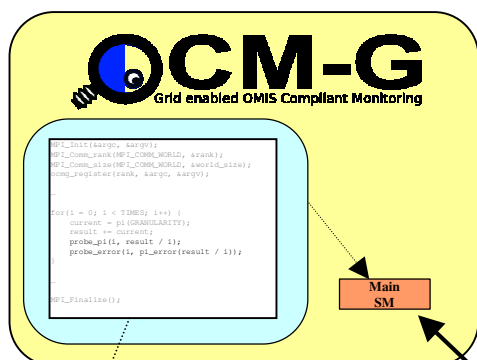 OCM-G
Grid enabled OMIS Compliant Monitoring
MPI_Init(&argc, &argv);
MPI_Comm_rank(MPI_COMM_WORLD, &rank);
MPI_Comm_size(MPI_COMM_WORLD, &world_size);
ocmg_register(rank, &argc, &argv);
…
for(i = 0; i < TIMES; i++) {
current = pi(GRANULARITY);
result += current;
probe_pi(i, result / i);
probe_error(i, pi_error(result / i));
}
…
MPI_Finalize();
Main
SM